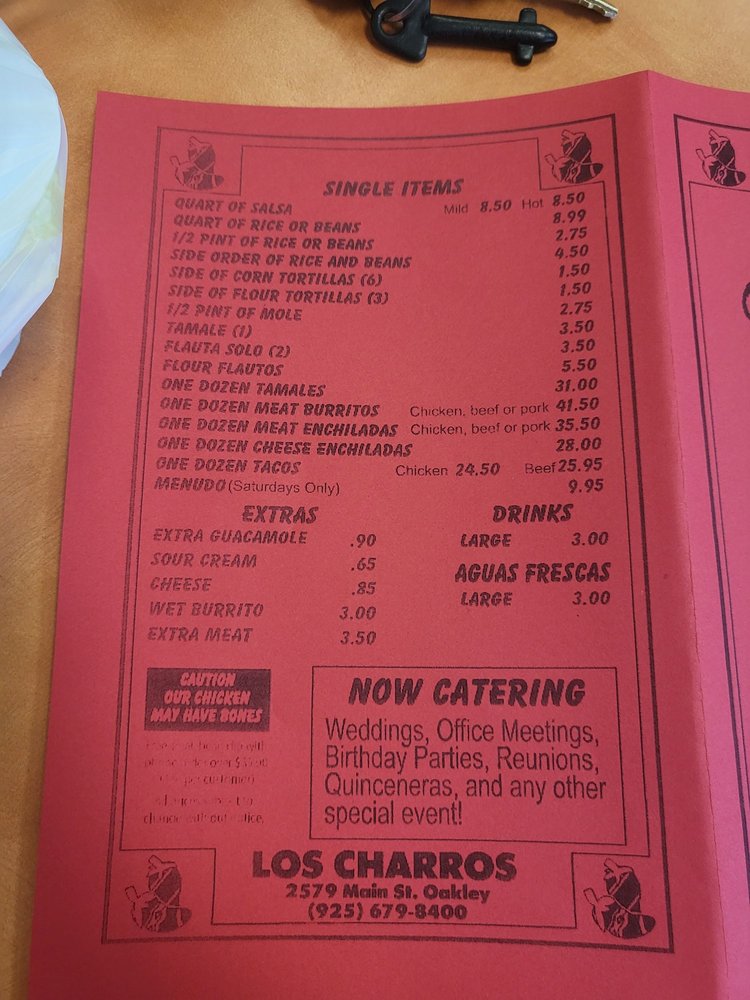 SINGLE ITEMS
QUART OF SALSA Mild 8.50 Hot 8.50
QUART OF RICE OR BEANS 8.99
1/2 PINT OF RICE OR BEANS 2.75
SIDE ORDER OF RICE AND BEANS 4.50
SIDE OF CORN TORTILLAS (6) 1.50
SIDE OF FLOUR TORTILLAS (3) 1.50
1/2 PINT OF MOLE 2.75
TAMALE (1) 3.50
FLAUTA SOLO (2) 3.50
FLOUR FLAUTOS 5.50
ONE DOZEN TAMALES 31.00
ONE DOZEN MEAT BURRITOS Chicken, beef or pork 41.50
ONE DOZEN MEAT ENCHILADAS Chicken, beef or pork 35.50
ONE DOZEN CHEESE ENCHILADAS 28.00
ONE DOZEN TACOS Chicken 24.50 Beef 25.95
MENUDO (Saturdays Only) 9.95
EXTRAS
EXTRA GUACAMOLE .90
SOUR CREAM .65
CHEESE .85
WET BURRITO 3.00
EXTRA MEAT 3.50
DRINKS
LARGE 3.00
AGUAS FRESCAS
LARGE 3.00
CAUTION
OUR CHICKEN
MAY HAVE BONES
per customer)
change without notice.
NOW CATERING
Weddings, Office Meetings,
Birthday Parties, Reunions,
Quinceneras, and any other
special event!
LOS CHARROS
2579 Main St. Oakley
(925) 679-8400